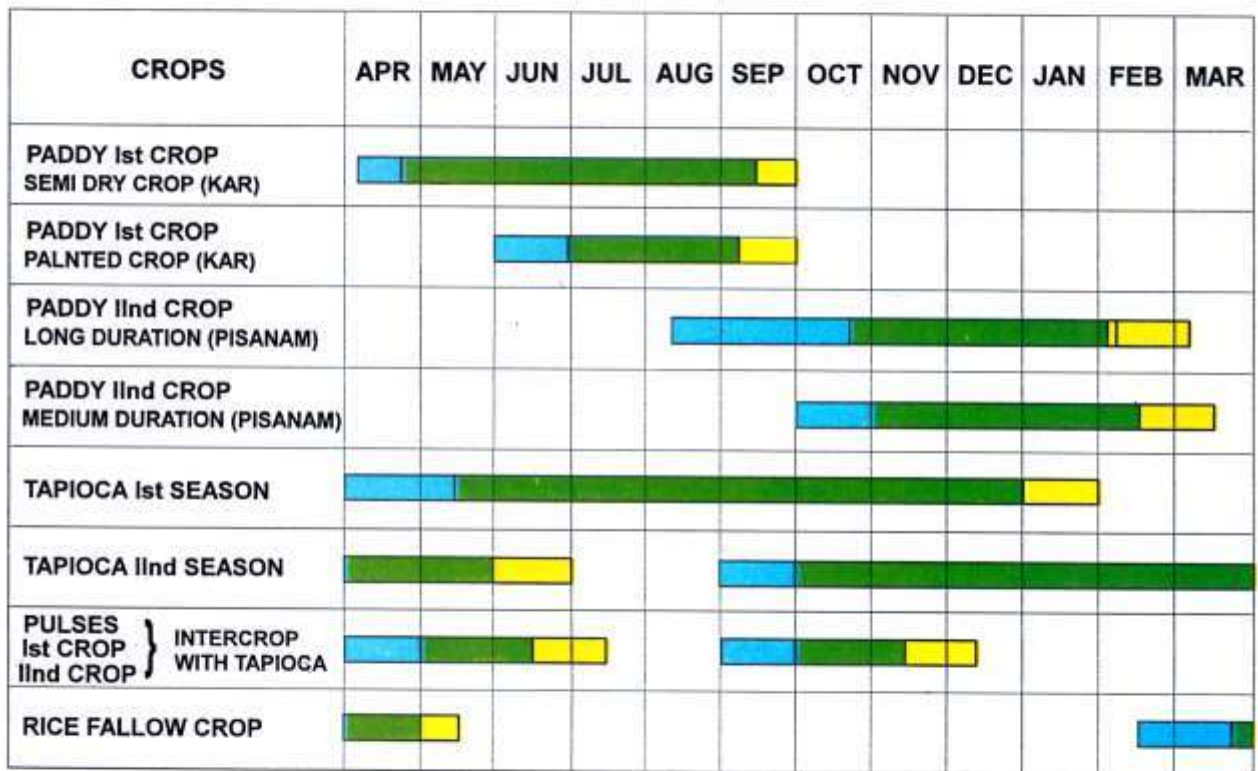 CROPS APR MAY JUN JUL AUG SEP OCT NOV DEC JAN FEB MAR
PADDY Ist CROP
SEMI DRY CROP (KAR)
PADDY Ist CROP
PALNTED CROP (KAR)
PADDY IInd CROP
LONG DURATION (PISANAM)
PADDY IInd CROP
MEDIUM DURATION (PISANAM)
TAPIOCA Ist SEASON
TAPIOCA IInd SEASON
PULSES
Ist CROP
IInd CROP
INTERCROP
WITH TAPIOCA
RICE FALLOW CROP